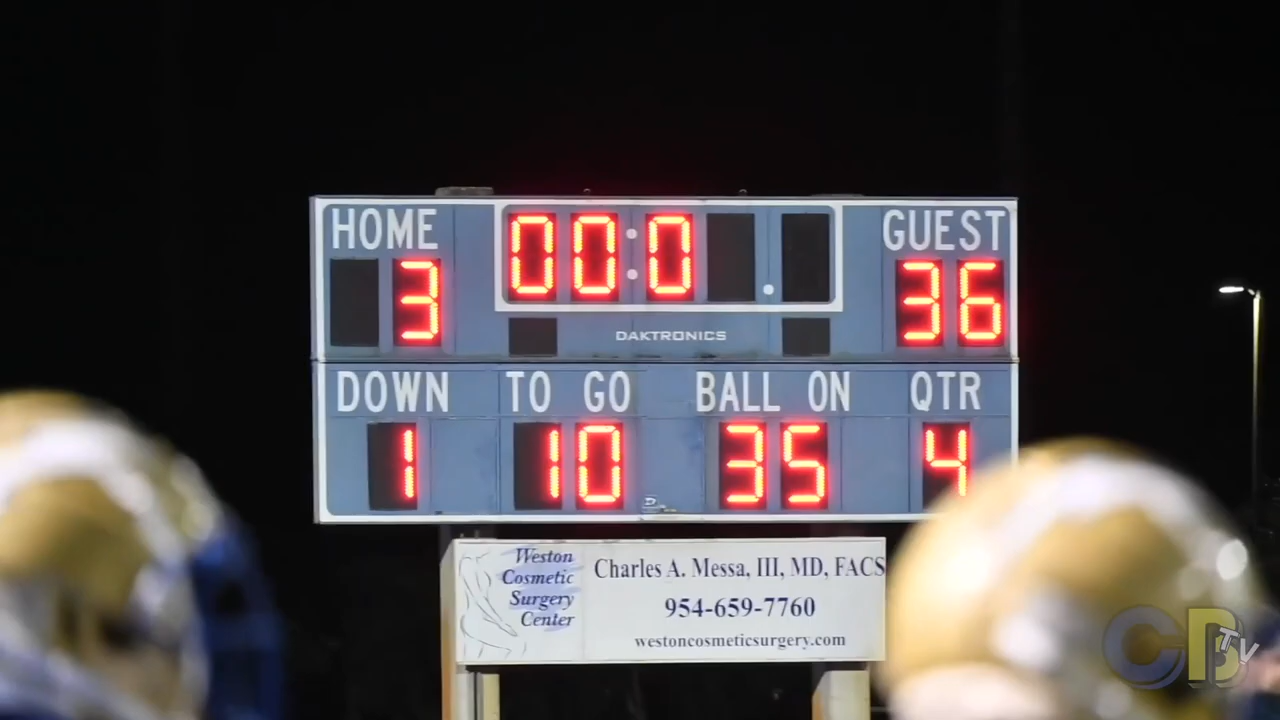 HOME 00:0 . GUEST
3 36
DAKTRONICS
DOWN TO GO BALL ON QTR
1 10 35 4
Weston
Cosmetic
Surgery
Center
Charles A. Messa, III, MD, FACS
954-659-7760
westoncosmeticsurgery.com
CB TV